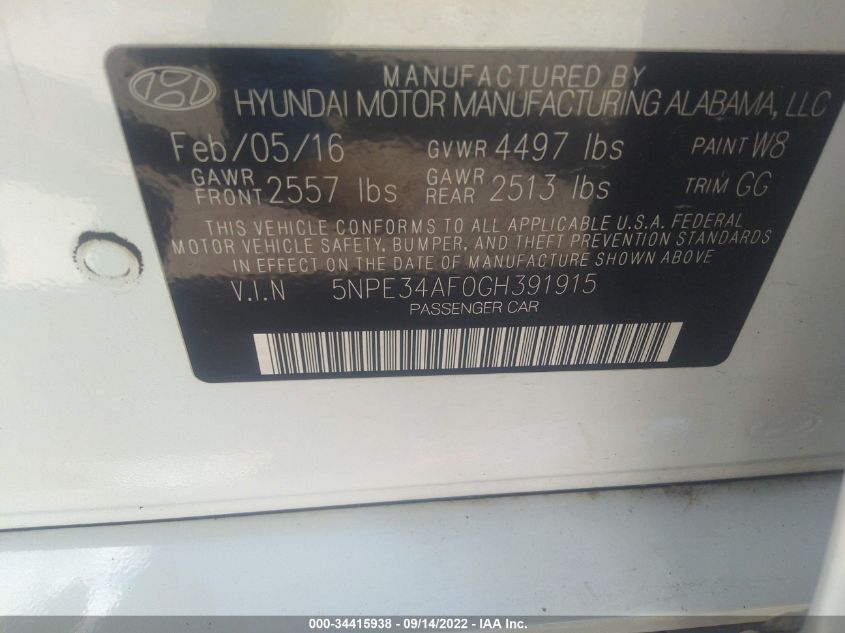 MANUFACTURED BY
HYUNDAI MOTOR MANUFACTURING ALABAMA, LLC
Feb/05/16 GVWR 4497 lbs PAINT W8
GAWR FRONT 2557 lbs GAWR REAR 2513 lbs TRIM GG
THIS VEHICLE CONFORMS TO ALL APPLICABLE U.S.A. FEDERAL
MOTOR VEHICLE SAFETY, BUMPER, AND THEFT PREVENTION STANDARDS
IN EFFECT ON THE DATE OF MANUFACTURE SHOWN ABOVE
V.I.N 5NPE34AF0GH391915
PASSENGER CAR
000-34415938 - 09/14/2022 - IAA Inc.